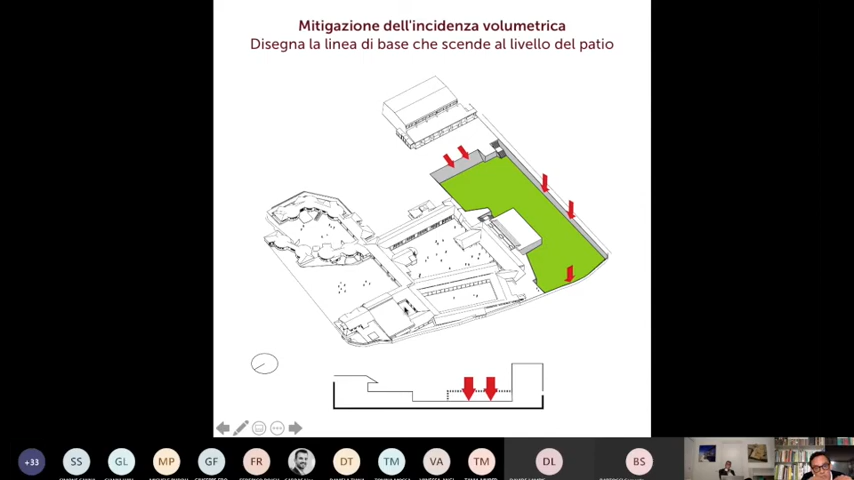 Mitigazione dell'incidenza volumetrica
Disegna la linea di base che scende al livello del patio
+33
SS
GL
MP
GF
FR
DT
TM
VA
TM
DL
BS